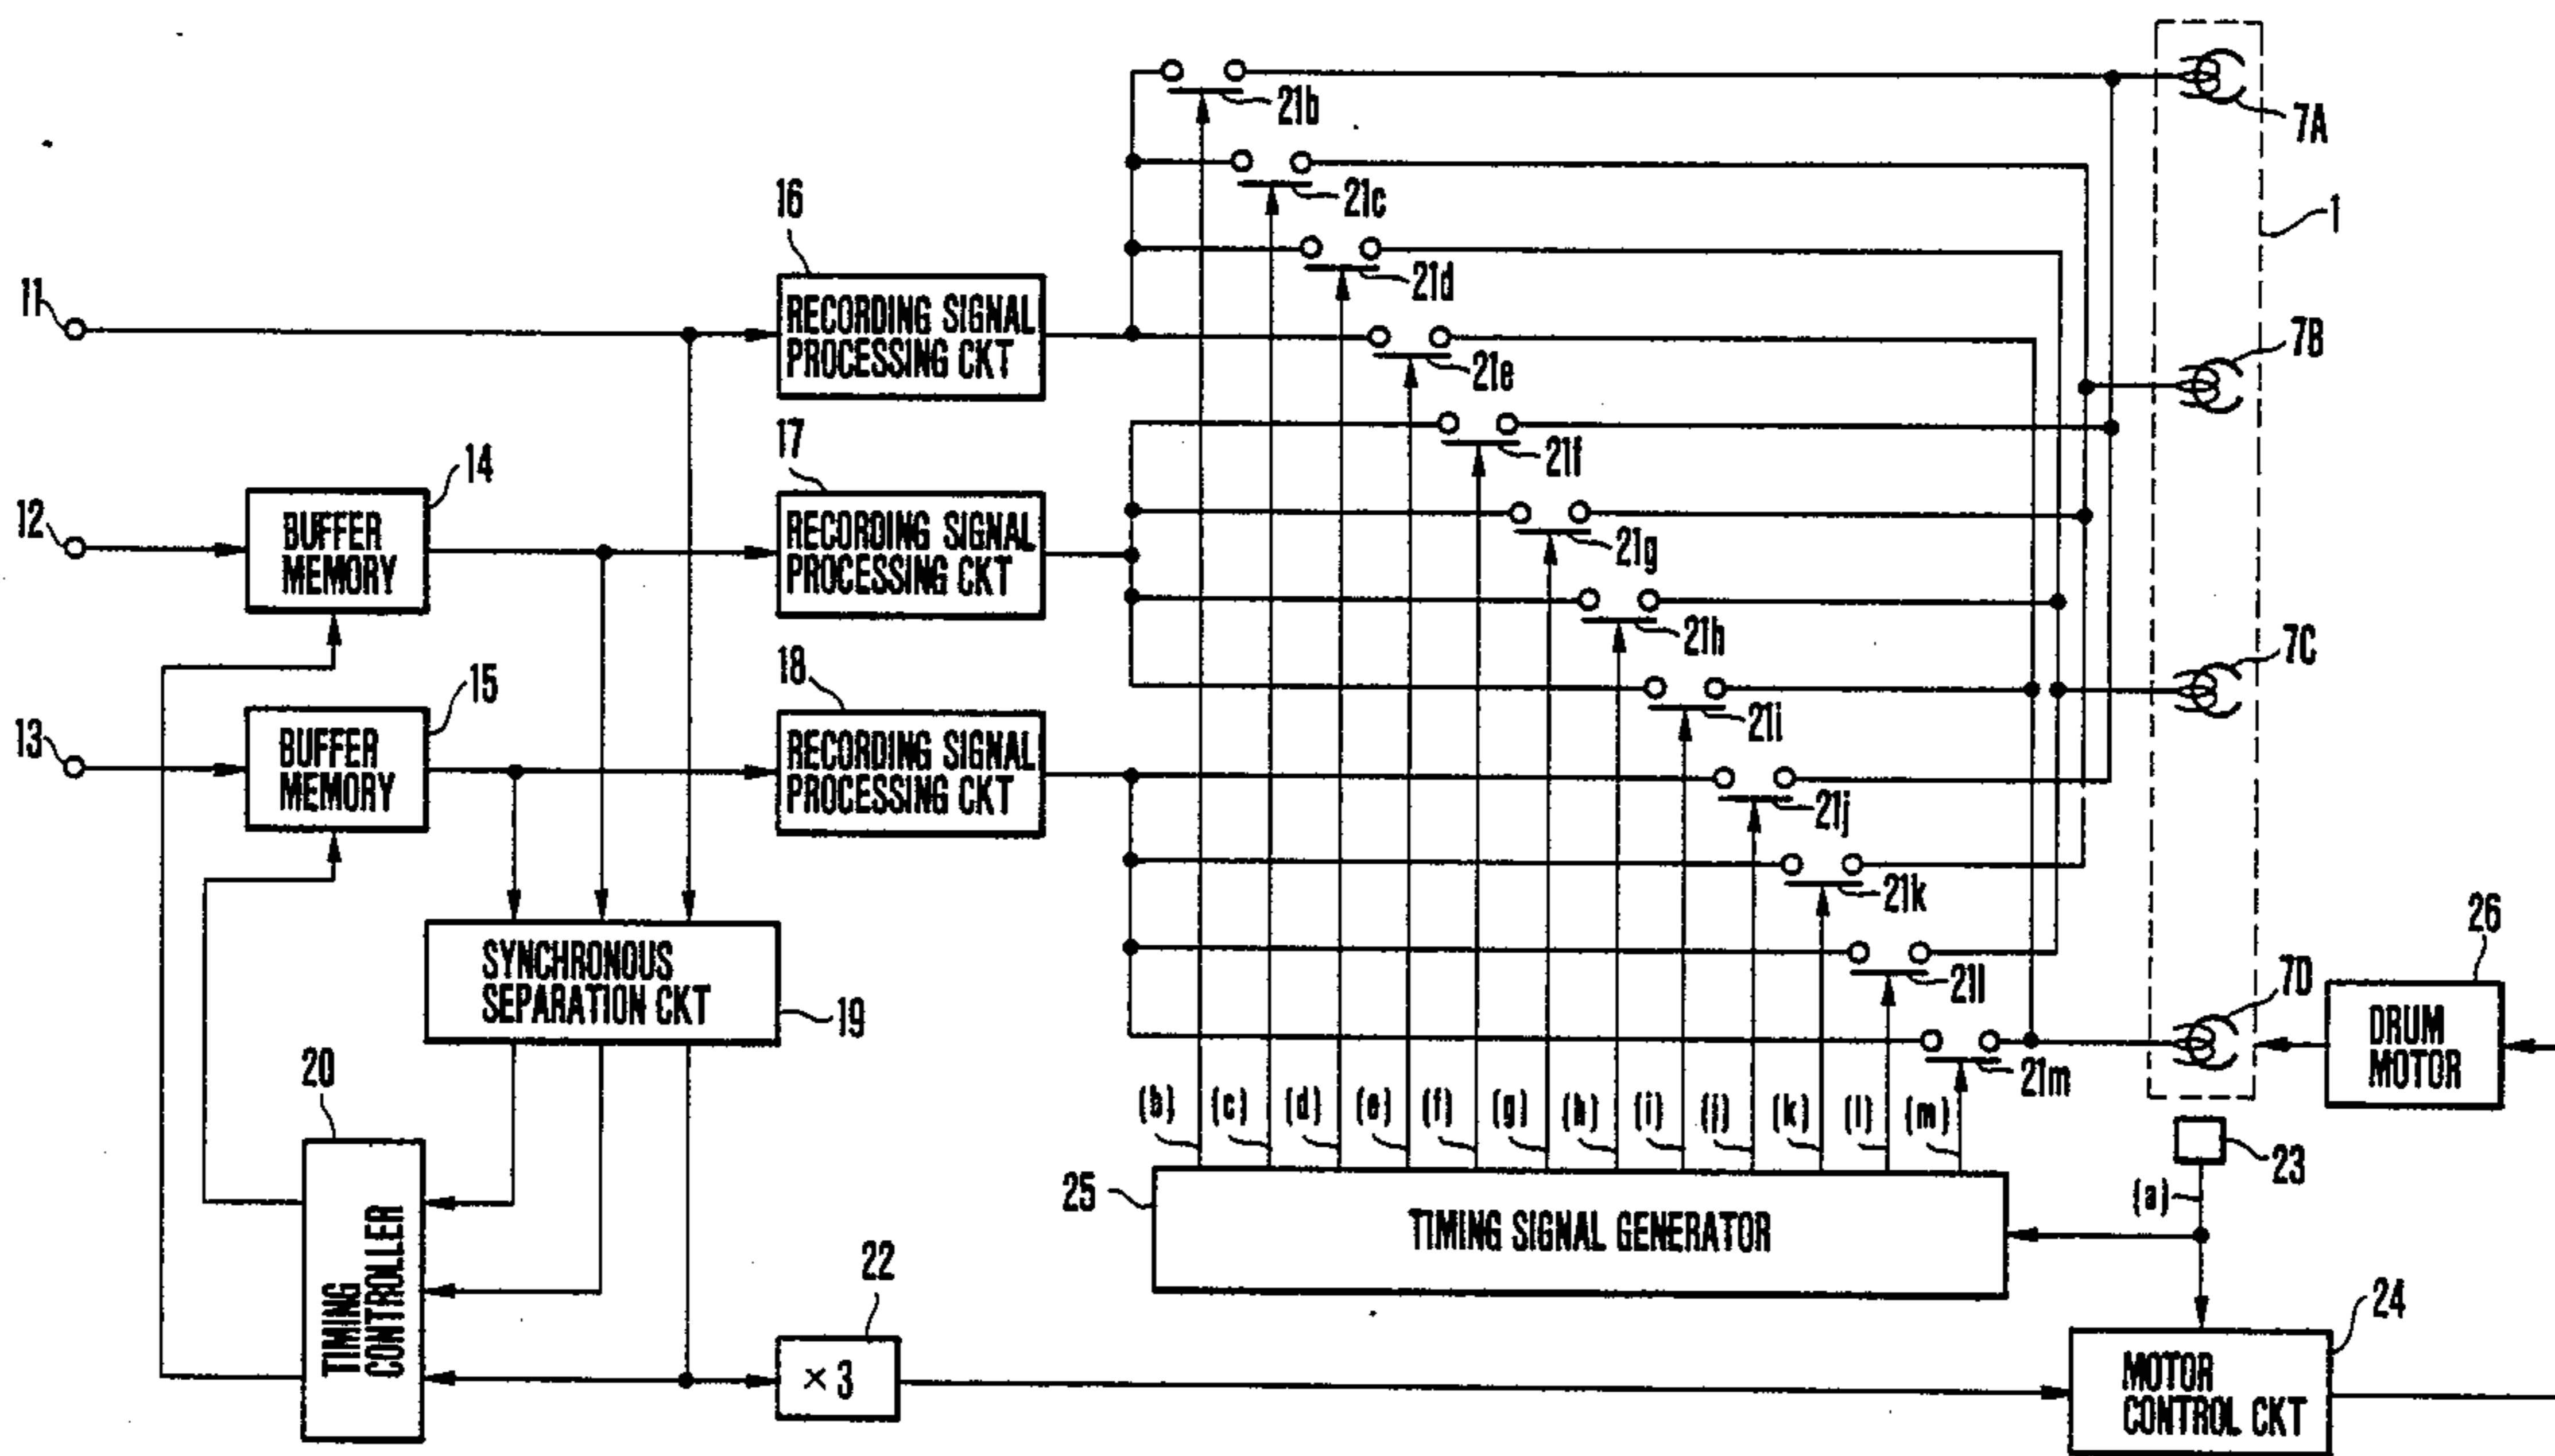 21b
7A
21c
1
16
21d
11
RECORDING SIGNAL
PROCESSING CKT
21e
7B
17
21f
14
12
BUFFER
MEMORY
RECORDING SIGNAL
PROCESSING CKT
21g
21h
7C
18
15
13
BUFFER
MEMORY
RECORDING SIGNAL
PROCESSING CKT
21i
21j
21k
26
SYNCHRONOUS
SEPARATION CKT
19
21l
7D
DRUM
MOTOR
20
21m
(b) (c) (d) (e) (f) (g) (h) (i) (j) (k) (l) (m)
23
25
(a)
TIMING
CONTROLLER
TIMING SIGNAL GENERATOR
22
24
×3
MOTOR
CONTROL CKT